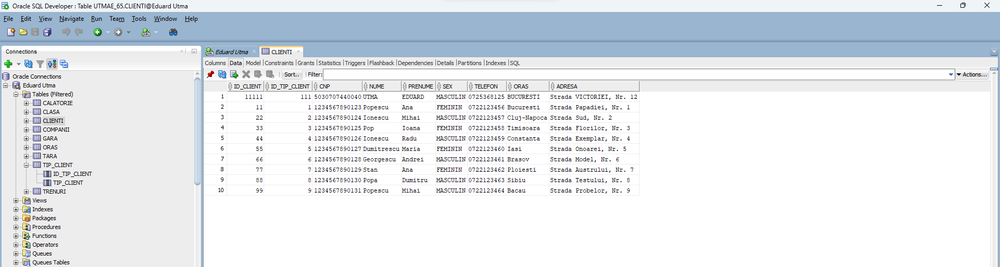 Oracle SQL Developer : Table UTMAE_65.CLIENTI@Eduard Utma
File Edit View Navigate Run Team Tools Window Help
Connections
Oracle Connections
Eduard Utma
Tables (Filtered)
CALATORIE
CLASA
CLIENTI
COMPANII
GARA
ORAS
TARA
TIP_CLIENT
ID_TIP_CLIENT
TIP_CLIENT
TRENURI
Views
Indexes
Packages
Procedures
Functions
Operators
Queues
Queues Tables
Eduard Utma CLIENTI
Columns Data Model Constraints Grants Statistics Triggers Flashback Dependencies Details Partitions Indexes SQL
Sort.. Filter: Actions...
ID_CLIENT ID_TIP_CLIENT CNP NUME PRENUME SEX TELEFON ORAS ADRESA
1 11111 111 5030707440040 UTMA EDUARD MASCULIN 0725368125 BUCURESTI Strada VICTORIEI, Nr. 12
2 11 1 1234567890123 Popescu Ana FEMININ 0722123456 Bucuresti Strada Papadiei, Nr. 1
3 22 2 1234567890124 Ionescu Mihai MASCULIN 0722123457 Cluj-Napoca Strada Sud, Nr. 2
4 33 3 1234567890125 Pop Ioana FEMININ 0722123458 Timisoara Strada Florilor, Nr. 3
5 44 4 1234567890126 Ionescu Radu MASCULIN 0722123459 Constanta Strada Exemplar, Nr. 4
6 55 5 1234567890127 Dumitrescu Maria FEMININ 0722123460 Iasi Strada Onoarei, Nr. 5
7 66 6 1234567890128 Georgescu Andrei MASCULIN 0722123461 Brasov Strada Model, Nr. 6
8 77 7 1234567890129 Stan Ana FEMININ 0722123462 Ploiesti Strada Austrului, Nr. 7
9 88 8 1234567890130 Popa Dumitru MASCULIN 0722123463 Sibiu Strada Testului, Nr. 8
10 99 9 1234567890131 Popescu Mihai MASCULIN 0722123464 Bacau Strada Probelor, Nr. 9